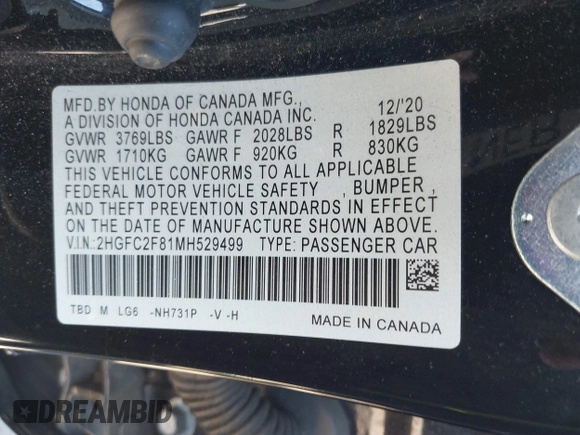 MFD.BY HONDA OF CANADA MFG., 12/'20
A DIVISION OF HONDA CANADA INC.
GVWR 3769LBS GAWR F 2028LBS R 1829LBS
GVWR 1710KG GAWR F 920KG R 830KG
THIS VEHICLE CONFORMS TO ALL APPLICABLE
FEDERAL MOTOR VEHICLE SAFETY , BUMPER ,
AND THEFT PREVENTION STANDARDS IN EFFECT
ON THE DATE OF MANUFACTURE SHOWN ABOVE.
V.I.N.: 2HGFC2F81MH529499 TYPE: PASSENGER CAR
TBD M LG6 -NH731P -V -H
MADE IN CANADA
DREAMBID